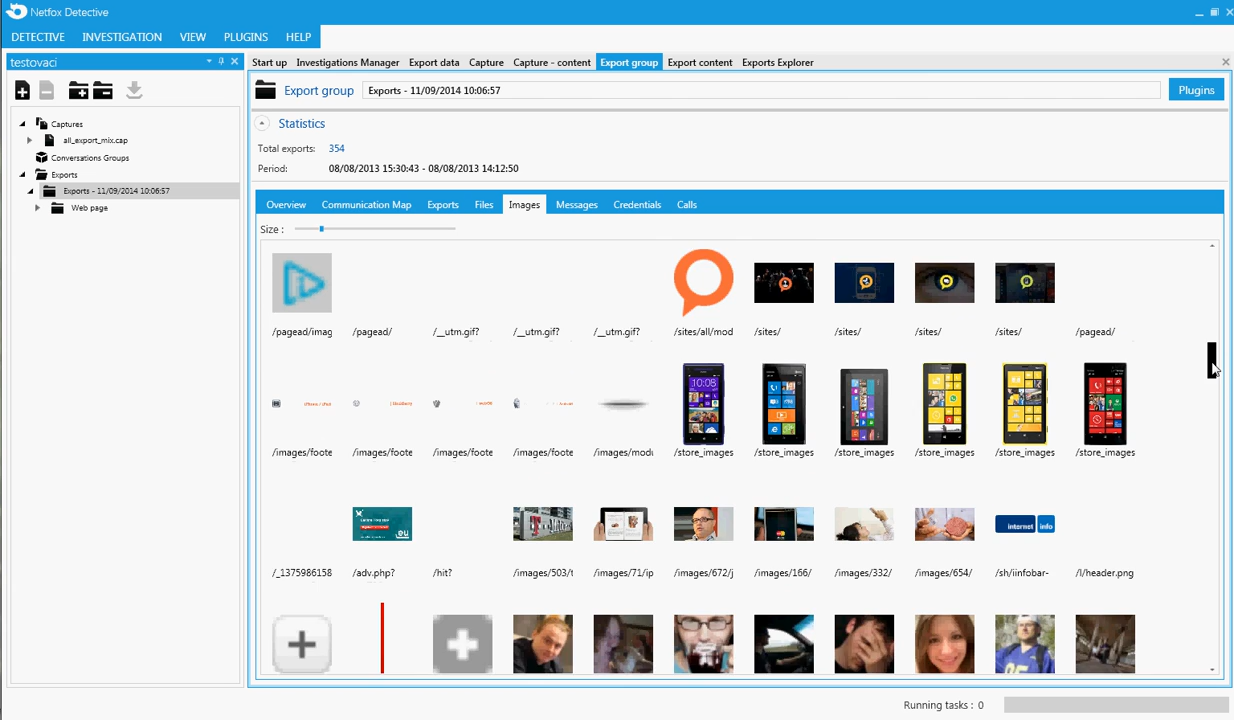 Netfox Detective
DETECTIVE INVESTIGATION VIEW PLUGINS HELP
testovaci
Start up Investigations Manager Export data Capture Capture - content Export group Export content Exports Explorer
Export group Exports - 11/09/2014 10:06:57 Plugins
Statistics
Captures
all_export_mix.cap
Conversations Groups
Exports
Exports - 11/09/2014 10:06:57
Web page
Total exports: 354
Period: 08/08/2013 15:30:43 - 08/08/2013 14:12:50
Overview Communication Map Exports Files Images Messages Credentials Calls
Size :
/pagead/imag /pagead/ /__utm.gif? /__utm.gif? /__utm.gif? /sites/all/mod /sites/ /sites/ /sites/ /sites/ /pagead/
10:08
/images/foote /images/foote /images/foote /images/foote /images/modu /store_images /store_images /store_images /store_images /store_images /store_images
.eu
internet info
/_1375986158 /adv.php? /hit? /images/503/t /images/71/ip /images/672/j /images/166/ /images/332/ /images/654/ /sh/iinfobar- /l/header.png
Running tasks : 0